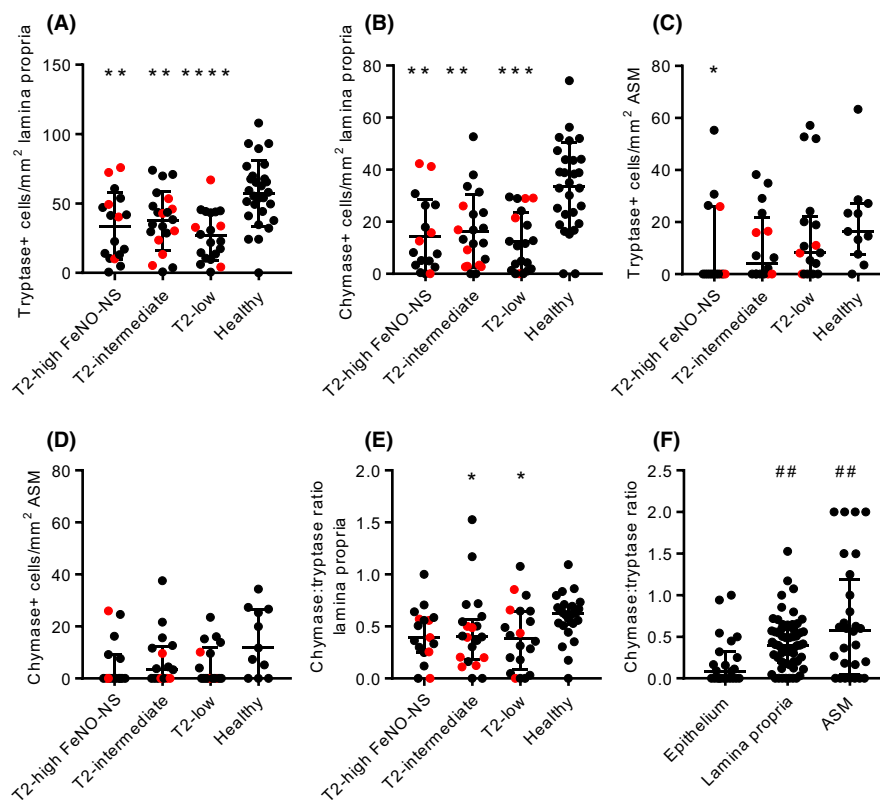 (A)
Tryptase+ cells/mm² lamina propria
150
100
50
0
** ** ****
T2-high FeNO-NS
T2-intermediate
T2-low
Healthy
(B)
Chymase+ cells/mm² lamina propria
80
60
40
20
0
** ** ***
T2-high FeNO-NS
T2-intermediate
T2-low
Healthy
(C)
Tryptase+ cells/mm² ASM
80
60
40
20
0
*
T2-high FeNO-NS
T2-intermediate
T2-low
Healthy
(D)
Chymase+ cells/mm² ASM
80
60
40
20
0
T2-high FeNO-NS
T2-intermediate
T2-low
Healthy
(E)
Chymase:tryptase ratio
lamina propria
2.0
1.5
1.0
0.5
0.0
* *
T2-high FeNO-NS
T2-intermediate
T2-low
Healthy
(F)
Chymase:tryptase ratio
2.5
2.0
1.5
1.0
0.5
0.0
## ##
Epithelium
Lamina propria
ASM